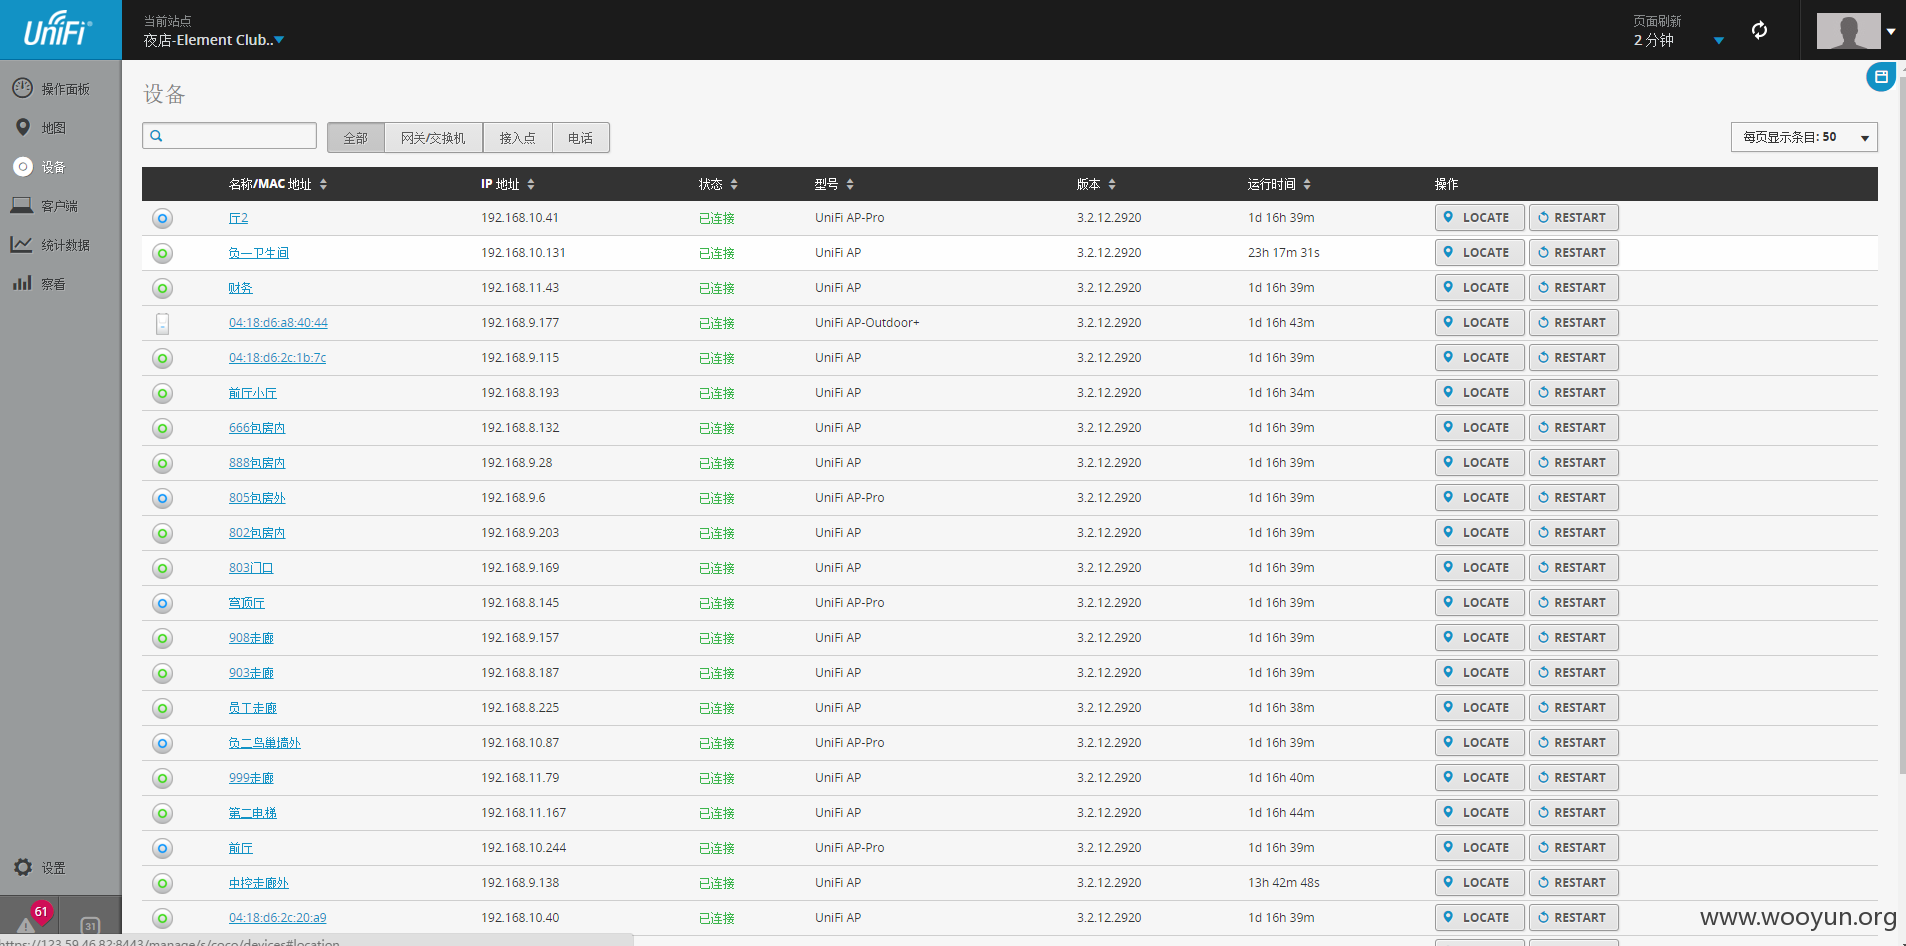 UniFi
当前站点
夜店-Element Club..
页面刷新
2 分钟
操作面板
地图
设备
客户端
统计数据
察看
设置
61
31
设备
全部 网关/交换机 接入点 电话
每页显示条目: 50
名称/MAC 地址 IP 地址 状态 型号 版本 运行时间 操作
厅2 192.168.10.41 已连接 UniFi AP-Pro 3.2.12.2920 1d 16h 39m LOCATE RESTART
负一卫生间 192.168.10.131 已连接 UniFi AP 3.2.12.2920 23h 17m 31s LOCATE RESTART
财务 192.168.11.43 已连接 UniFi AP 3.2.12.2920 1d 16h 39m LOCATE RESTART
04:18:d6:a8:40:44 192.168.9.177 已连接 UniFi AP-Outdoor+ 3.2.12.2920 1d 16h 43m LOCATE RESTART
04:18:d6:2c:1b:7c 192.168.9.115 已连接 UniFi AP 3.2.12.2920 1d 16h 39m LOCATE RESTART
前厅小厅 192.168.8.193 已连接 UniFi AP 3.2.12.2920 1d 16h 34m LOCATE RESTART
666包房内 192.168.8.132 已连接 UniFi AP 3.2.12.2920 1d 16h 39m LOCATE RESTART
888包房内 192.168.9.28 已连接 UniFi AP 3.2.12.2920 1d 16h 39m LOCATE RESTART
805包房外 192.168.9.6 已连接 UniFi AP-Pro 3.2.12.2920 1d 16h 39m LOCATE RESTART
802包房内 192.168.9.203 已连接 UniFi AP 3.2.12.2920 1d 16h 39m LOCATE RESTART
803门口 192.168.9.169 已连接 UniFi AP 3.2.12.2920 1d 16h 39m LOCATE RESTART
穹顶厅 192.168.8.145 已连接 UniFi AP-Pro 3.2.12.2920 1d 16h 39m LOCATE RESTART
908走廊 192.168.9.157 已连接 UniFi AP 3.2.12.2920 1d 16h 39m LOCATE RESTART
903走廊 192.168.8.187 已连接 UniFi AP 3.2.12.2920 1d 16h 39m LOCATE RESTART
员工走廊 192.168.8.225 已连接 UniFi AP 3.2.12.2920 1d 16h 38m LOCATE RESTART
负二鸟巢墙外 192.168.10.87 已连接 UniFi AP-Pro 3.2.12.2920 1d 16h 39m LOCATE RESTART
999走廊 192.168.11.79 已连接 UniFi AP 3.2.12.2920 1d 16h 40m LOCATE RESTART
第二电梯 192.168.11.167 已连接 UniFi AP 3.2.12.2920 1d 16h 44m LOCATE RESTART
前厅 192.168.10.244 已连接 UniFi AP-Pro 3.2.12.2920 1d 16h 39m LOCATE RESTART
中控走廊外 192.168.9.138 已连接 UniFi AP 3.2.12.2920 13h 42m 48s LOCATE RESTART
04:18:d6:2c:20:a9 192.168.10.40 已连接 UniFi AP 3.2.12.2920 1d 16h 39m LOCATE RESTART
www.wooyun.org
https://123.59.46.82:8443/manage/s/coco/devices#location